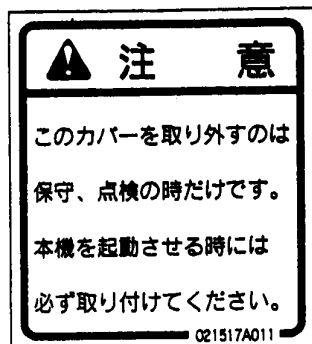 注 意
このカバーを取り外すのは
保守、点検の時だけです。
本機を起動させる時には
必ず取り付けてください。
021517A011